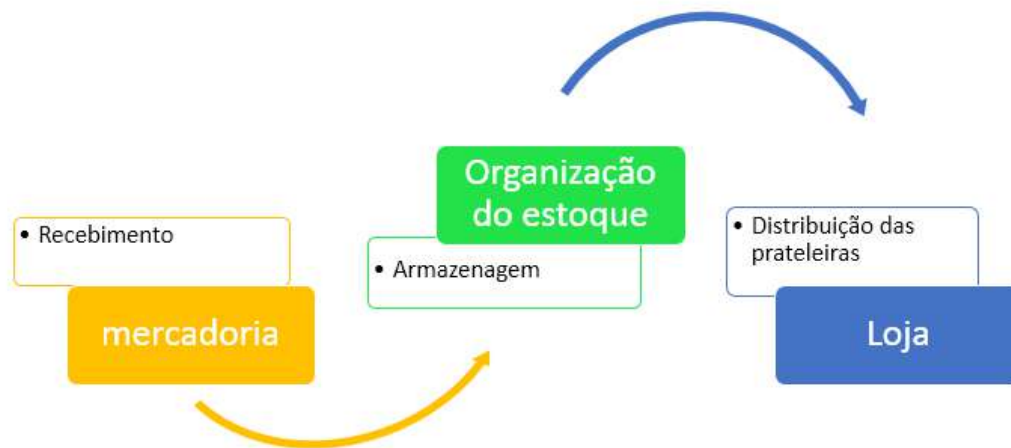 • Recebimento
mercadoria
Organização
do estoque
• Armazenagem
• Distribuição das
prateleiras
Loja